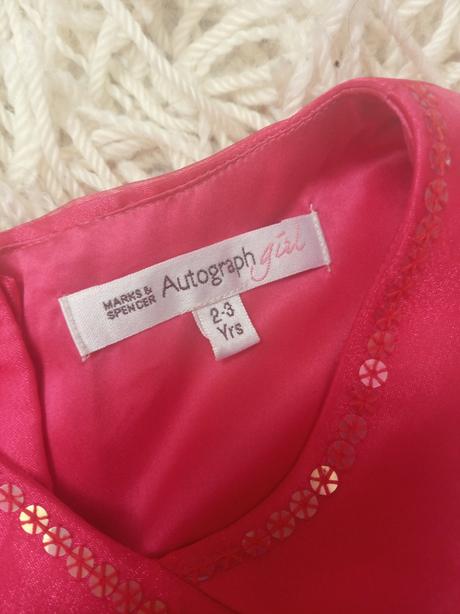 MARKS &
SPENCER
Autograph girl
2-3
Yrs